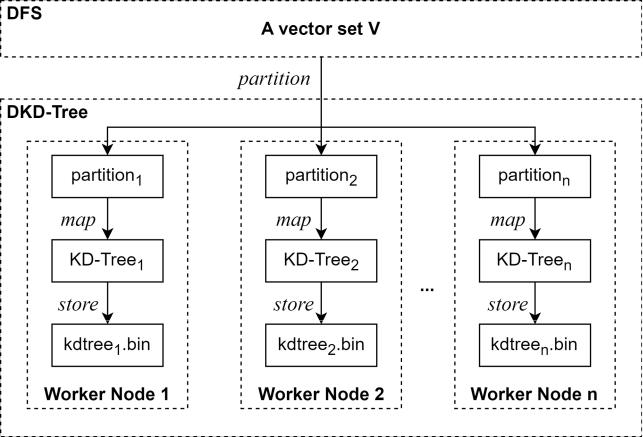 DFS
A vector set V
partition
DKD-Tree
partition₁ partition₂ partitionₙ
map map map
KD-Tree₁ KD-Tree₂ KD-Treeₙ
...
store store store
kdtree₁.bin kdtree₂.bin kdtreeₙ.bin
Worker Node 1 Worker Node 2 Worker Node n